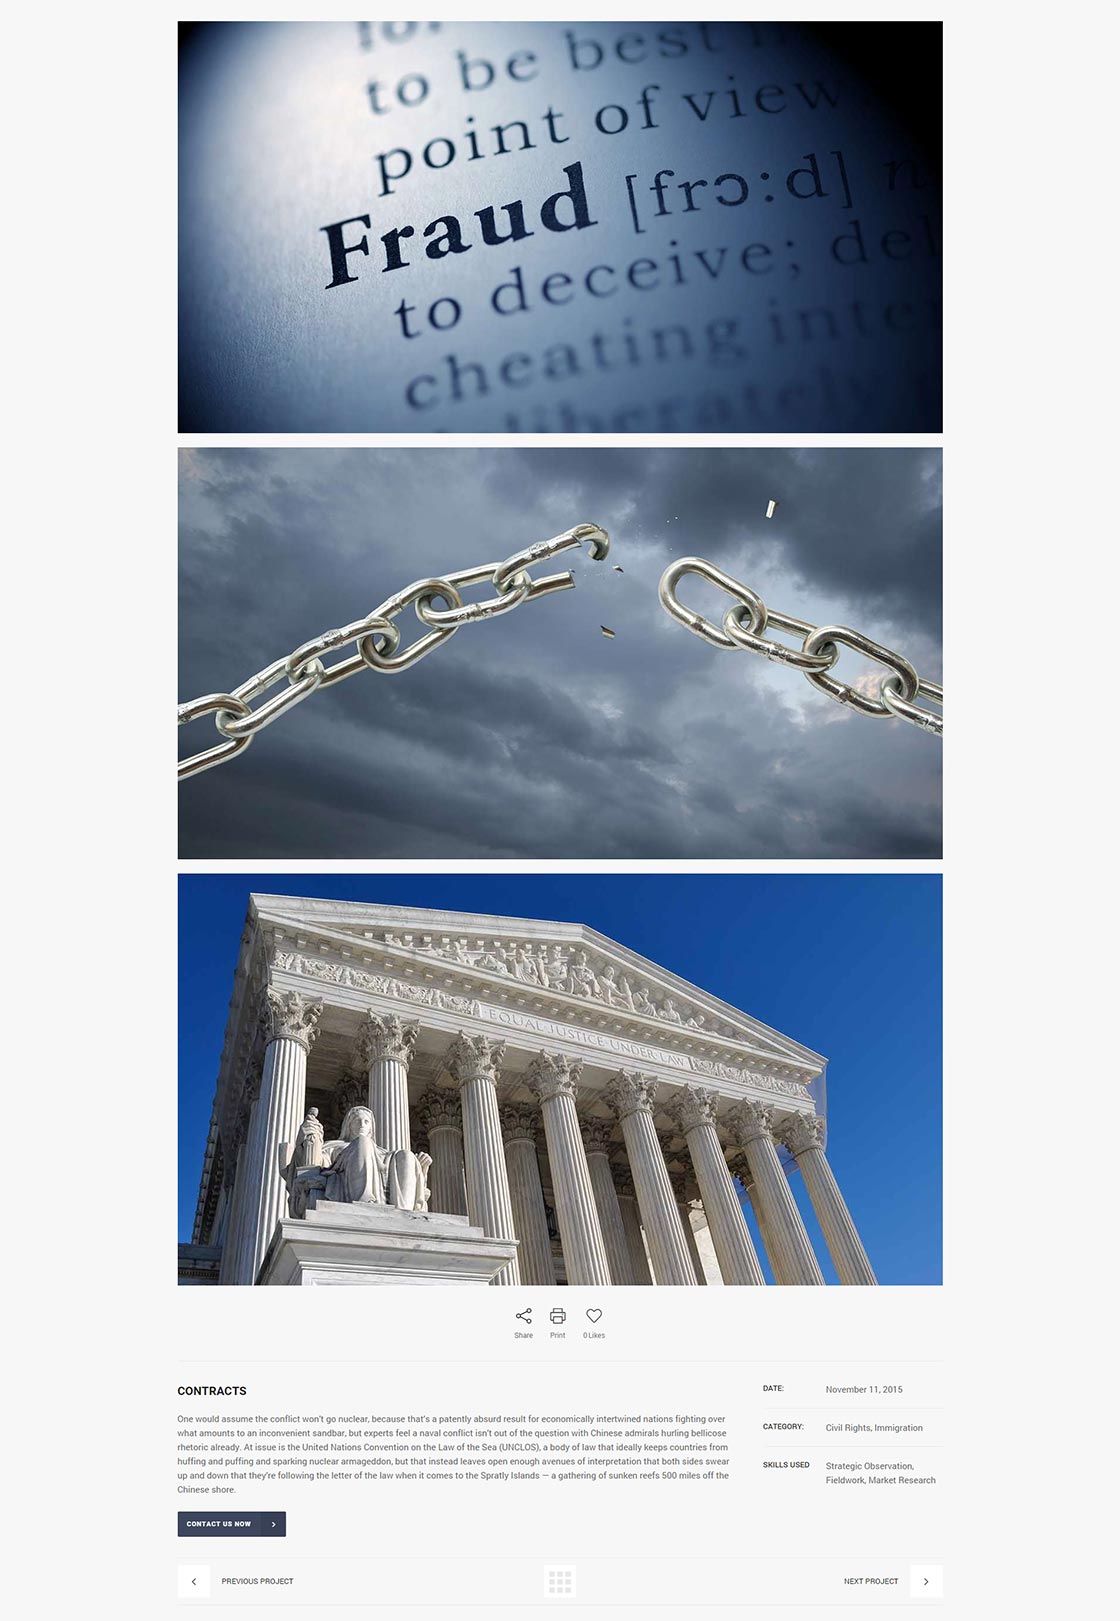 to be best
point of view
Fraud [frɔ:d] n
to deceive; del
cheating inte
deliberately
EQUAL JUSTICE UNDER LAW
Share
Print
0 Likes
CONTRACTS
One would assume the conflict won't go nuclear, because that's a patently absurd result for economically intertwined nations fighting over
what amounts to an inconvenient sandbar, but experts feel a naval conflict isn't out of the question with Chinese admirals hurling bellicose
rhetoric already. At issue is the United Nations Convention on the Law of the Sea (UNCLOS), a body of law that ideally keeps countries from
huffing and puffing and sparking nuclear armageddon, but that instead leaves open enough avenues of interpretation that both sides swear
up and down that they're following the letter of the law when it comes to the Spratly Islands — a gathering of sunken reefs 500 miles off the
Chinese shore.
CONTACT US NOW
DATE: November 11, 2015
CATEGORY: Civil Rights, Immigration
SKILLS USED Strategic Observation,
Fieldwork, Market Research
PREVIOUS PROJECT
NEXT PROJECT